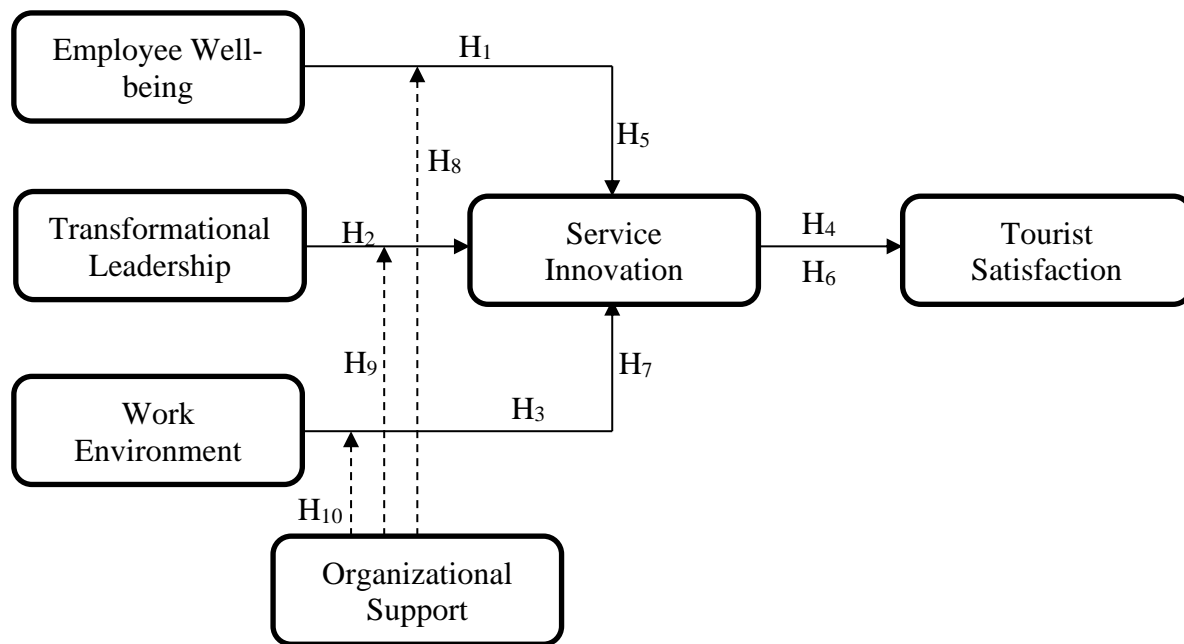 Employee Well-
being
H₁
H₅
H₈
Transformational
Leadership
H₂
Service
Innovation
H₄
H₆
Tourist
Satisfaction
H₉
H₇
Work
Environment
H₃
H₁₀
Organizational
Support